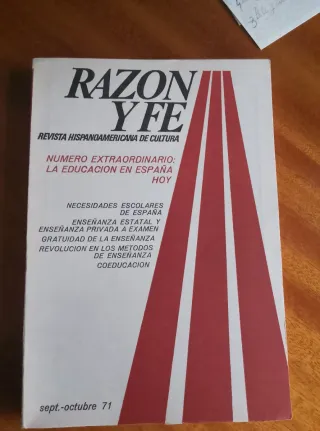 RAZON
Y FE
REVISTA HISPANOAMERICANA DE CULTURA
NUMERO EXTRAORDINARIO:
LA EDUCACION EN ESPAÑA
HOY
NECESIDADES ESCOLARES
DE ESPAÑA
ENSEÑANZA ESTATAL Y
ENSEÑANZA PRIVADA A EXAMEN
GRATUIDAD DE LA ENSEÑANZA
REVOLUCION EN LOS METODOS
DE ENSEÑANZA
COEDUCACION
sept.-octubre 71